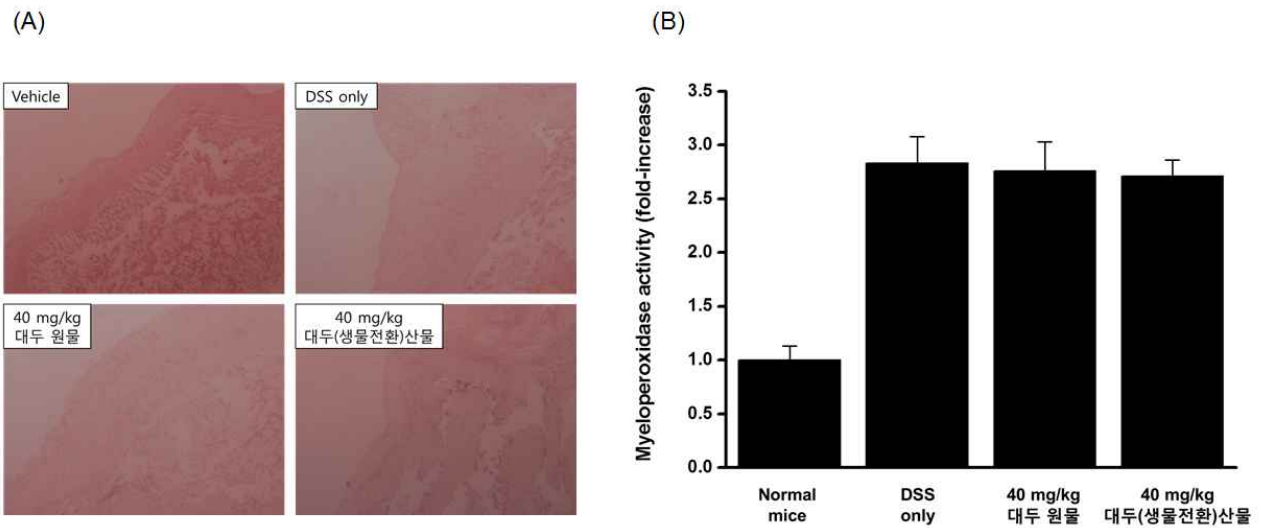 (A)
Vehicle
DSS only
40 mg/kg
대두 원물
40 mg/kg
대두(생물전환)산물
(B)
Myeloperoxidase activity (fold-increase)
3.5
3.0
2.5
2.0
1.5
1.0
0.5
0.0
Normal
mice
DSS
only
40 mg/kg
대두 원물
40 mg/kg
대두(생물전환)산물